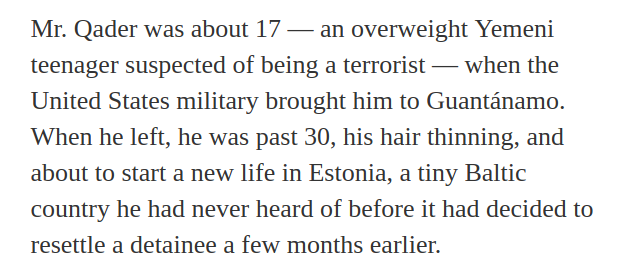 Mr. Qader was about 17 — an overweight Yemeni
teenager suspected of being a terrorist — when the
United States military brought him to Guantánamo.
When he left, he was past 30, his hair thinning, and
about to start a new life in Estonia, a tiny Baltic
country he had never heard of before it had decided to
resettle a detainee a few months earlier.